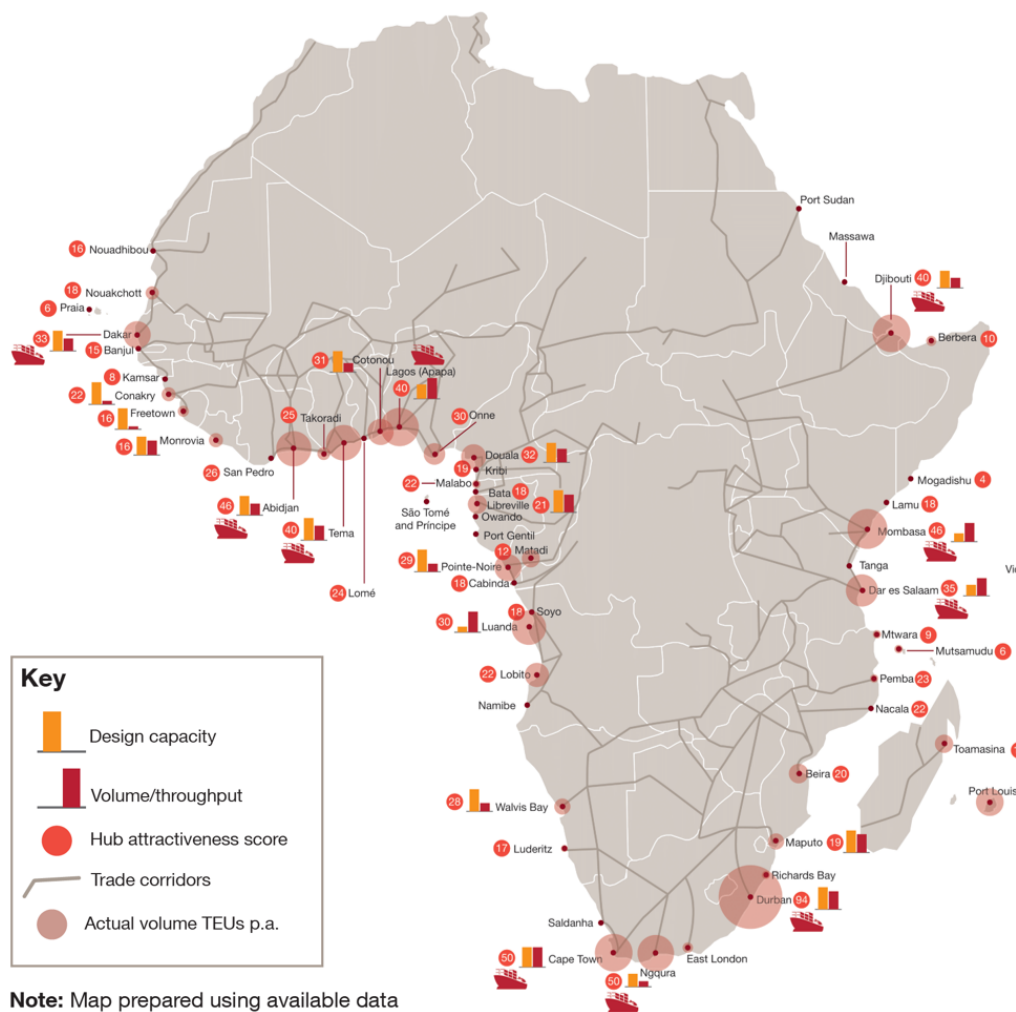 Port Sudan
Massawa
16 Nouadhibou
18 Nouakchott
6 Praia
Djibouti 40
33 Dakar
15 Banjul
Berbera 10
31 Cotonou
Lagos (Apapa)
40
8 Kamsar
22 Conakry
16 Freetown
25
Takoradi
30 Onne
16 Monrovia
Douala 32
19 Kribi
26 San Pedro
22 Malabo
Bata 18
Libreville 21
Owando
São Tomé
and Príncipe
Mogadishu 4
Lamu 18
46 Abidjan
40 Tema
Mombasa 46
Port Gentil
12 Matadi
29 Pointe-Noire
18 Cabinda
24 Lomé
Tanga
Dar es Salaam 35
18 Soyo
30 Luanda
Mtwara 9
Mutsamudu 6
22 Lobito
Pemba 23
Namibe
Nacala 22
Toamasina
Beira 20
Port Louis
28 Walvis Bay
17 Luderitz
Maputo 19
Richards Bay
Durban 94
Saldanha
50 Cape Town
East London
Ngqura
50
Key
Design capacity
Volume/throughput
Hub attractiveness score
Trade corridors
Actual volume TEUs p.a.
Note: Map prepared using available data